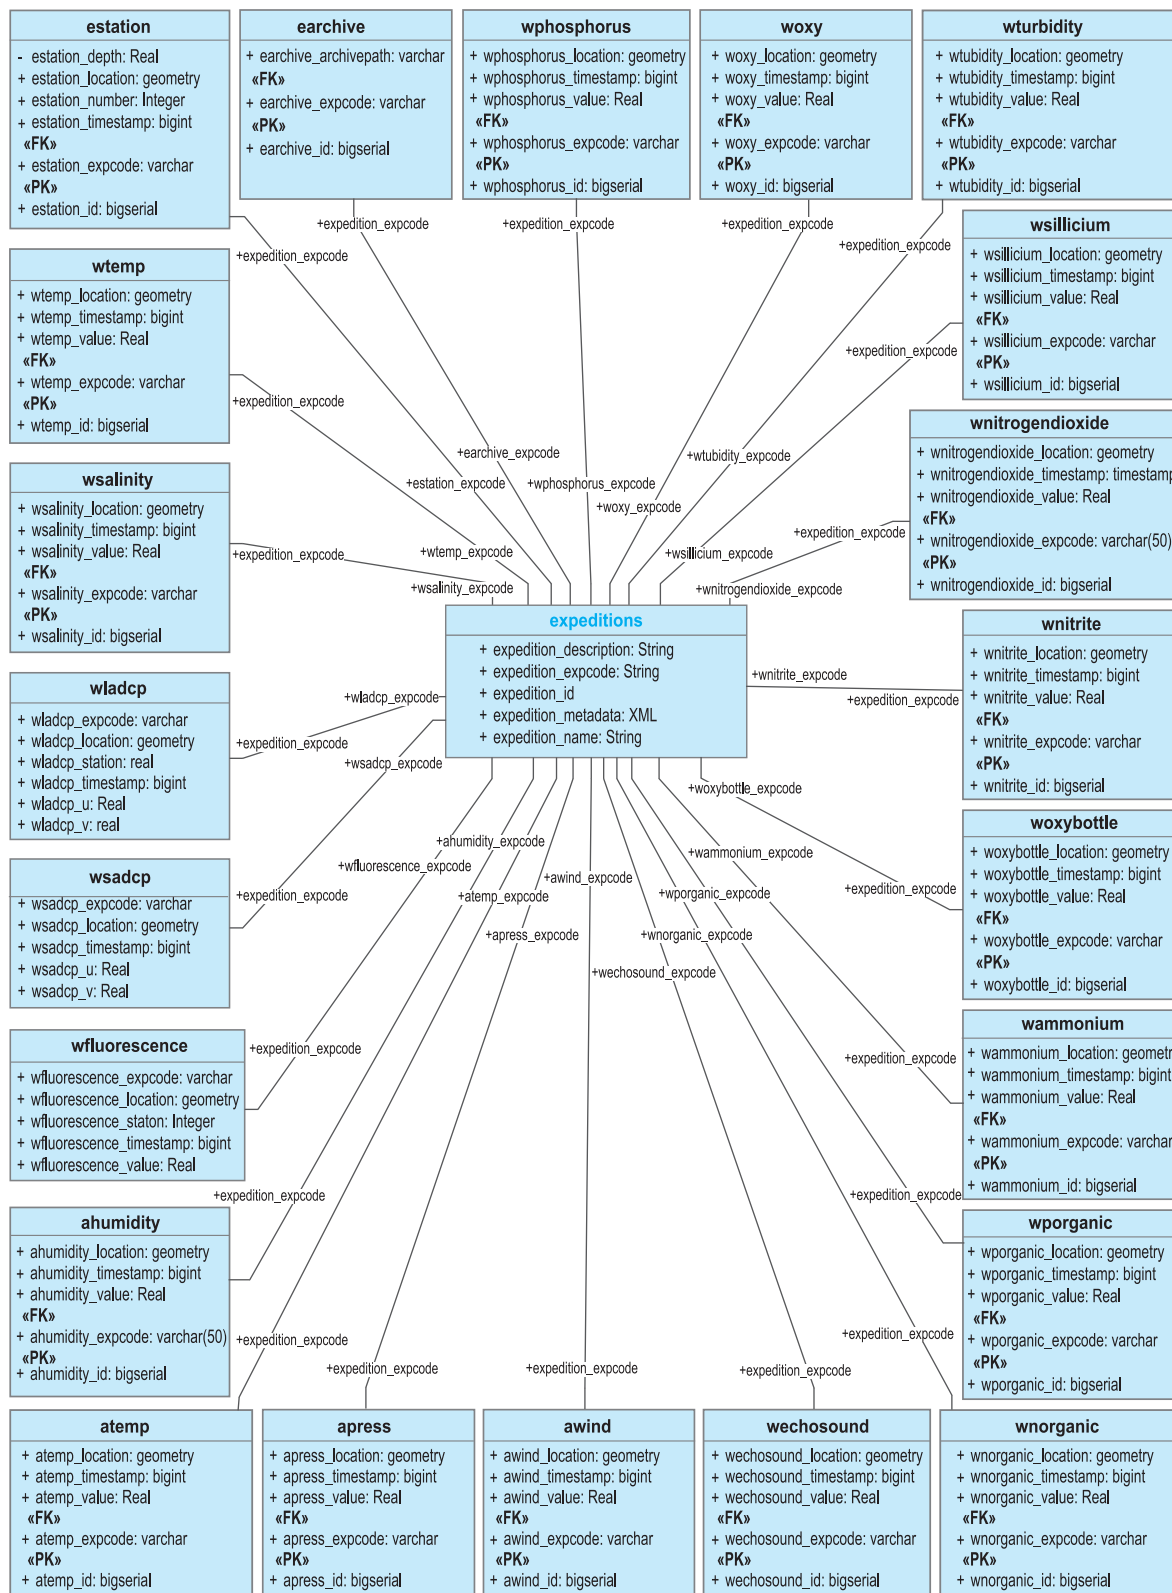 estation
- estation_depth: Real
+ estation_location: geometry
+ estation_number: Integer
+ estation_timestamp: bigint
«FK»
+ estation_expcode: varchar
«PK»
+ estation_id: bigserial
earchive
+ earchive_archivepath: varchar
«FK»
+ earchive_expcode: varchar
«PK»
+ earchive_id: bigserial
wphosphorus
+ wphosphorus_location: geometry
+ wphosphorus_timestamp: bigint
+ wphosphorus_value: Real
«FK»
+ wphosphorus_expcode: varchar
«PK»
+ wphosphorus_id: bigserial
woxy
+ woxy_location: geometry
+ woxy_timestamp: bigint
+ woxy_value: Real
«FK»
+ woxy_expcode: varchar
«PK»
+ woxy_id: bigserial
wturbidity
+ wtubidity_location: geometry
+ wtubidity_timestamp: bigint
+ wtubidity_value: Real
«FK»
+ wtubidity_expcode: varchar
«PK»
+ wtubidity_id: bigserial
+expedition_expcode
+expedition_expcode
+expedition_expcode
+expedition_expcode
+expedition_expcode
wsillicium
+ wsillicium_location: geometry
+ wsillicium_timestamp: bigint
+ wsillicium_value: Real
«FK»
+ wsillicium_expcode: varchar
«PK»
+ wsillicium_id: bigserial
+expedition_expcode
wtemp
+ wtemp_location: geometry
+ wtemp_timestamp: bigint
+ wtemp_value: Real
«FK»
+ wtemp_expcode: varchar
«PK»
+ wtemp_id: bigserial
+expedition_expcode
wnitrogendioxide
+ wnitrogendioxide_location: geometry
+ wnitrogendioxide_timestamp: timestamp
+ wnitrogendioxide_value: Real
«FK»
+ wnitrogendioxide_expcode: varchar(50)
«PK»
+ wnitrogendioxide_id: bigserial
+expedition_expcode
+earchive_expcode
+wtubidity_expcode
+estation_expcode
+wphosphorus_expcode
+woxy_expcode
+wtemp_expcode
+wsillicium_expcode
+wsalinity_expcode
+wnitrogendioxide_expcode
wsalinity
+ wsalinity_location: geometry
+ wsalinity_timestamp: bigint
+ wsalinity_value: Real
«FK»
+ wsalinity_expcode: varchar
«PK»
+ wsalinity_id: bigserial
+expedition_expcode
expeditions
+ expedition_description: String
+ expedition_expcode: String
+ expedition_id
+ expedition_metadata: XML
+ expedition_name: String
wnitrite
+ wnitrite_location: geometry
+ wnitrite_timestamp: bigint
+ wnitrite_value: Real
«FK»
+ wnitrite_expcode: varchar
«PK»
+ wnitrite_id: bigserial
+wnitrite_expcode
+expedition_expcode
wladcp
+ wladcp_expcode: varchar
+ wladcp_location: geometry
+ wladcp_station: real
+ wladcp_timestamp: bigint
+ wladcp_u: Real
+ wladcp_v: real
+wladcp_expcode
+expedition_expcode
+wsadcp_expcode
+woxybottle_expcode
woxybottle
+ woxybottle_location: geometry
+ woxybottle_timestamp: bigint
+ woxybottle_value: Real
«FK»
+ woxybottle_expcode: varchar
«PK»
+ woxybottle_id: bigserial
+expedition_expcode
wsadcp
+ wsadcp_expcode: varchar
+ wsadcp_location: geometry
+ wsadcp_timestamp: bigint
+ wsadcp_u: Real
+ wsadcp_v: Real
+expedition_expcode
+ahumidity_expcode
+wfluorescence_expcode
+wammonium_expcode
+awind_expcode
+atemp_expcode
+wporganic_expcode
+apress_expcode
+wnorganic_expcode
+wechosound_expcode
wfluorescence
+ wfluorescence_expcode: varchar
+ wfluorescence_location: geometry
+ wfluorescence_staton: Integer
+ wfluorescence_timestamp: bigint
+ wfluorescence_value: Real
+expedition_expcode
wammonium
+ wammonium_location: geometr
+ wammonium_timestamp: bigint
+ wammonium_value: Real
«FK»
+ wammonium_expcode: varchar
«PK»
+ wammonium_id: bigserial
+expedition_expcode
ahumidity
+ ahumidity_location: geometry
+ ahumidity_timestamp: bigint
+ ahumidity_value: Real
«FK»
+ ahumidity_expcode: varchar(50)
«PK»
+ ahumidity_id: bigserial
+expedition_expcode
wporganic
+ wporganic_location: geometry
+ wporganic_timestamp: bigint
+ wporganic_value: Real
«FK»
+ wporganic_expcode: varchar
«PK»
+ wporganic_id: bigserial
+expedition_expcode
+expedition_expcode
+expedition_expcode
+expedition_expcode
+expedition_expcode
+expedition_expcode
atemp
+ atemp_location: geometry
+ atemp_timestamp: bigint
+ atemp_value: Real
«FK»
+ atemp_expcode: varchar
«PK»
+ atemp_id: bigserial
apress
+ apress_location: geometry
+ apress_timestamp: bigint
+ apress_value: Real
«FK»
+ apress_expcode: varchar
«PK»
+ apress_id: bigserial
awind
+ awind_location: geometry
+ awind_timestamp: bigint
+ awind_value: Real
«FK»
+ awind_expcode: varchar
«PK»
+ awind_id: bigserial
wechosound
+ wechosound_location: geometry
+ wechosound_timestamp: bigint
+ wechosound_value: Real
«FK»
+ wechosound_expcode: varchar
«PK»
+ wechosound_id: bigserial
wnorganic
+ wnorganic_location: geometry
+ wnorganic_timestamp: bigint
+ wnorganic_value: Real
«FK»
+ wnorganic_expcode: varchar
«PK»
+ wnorganic_id: bigserial